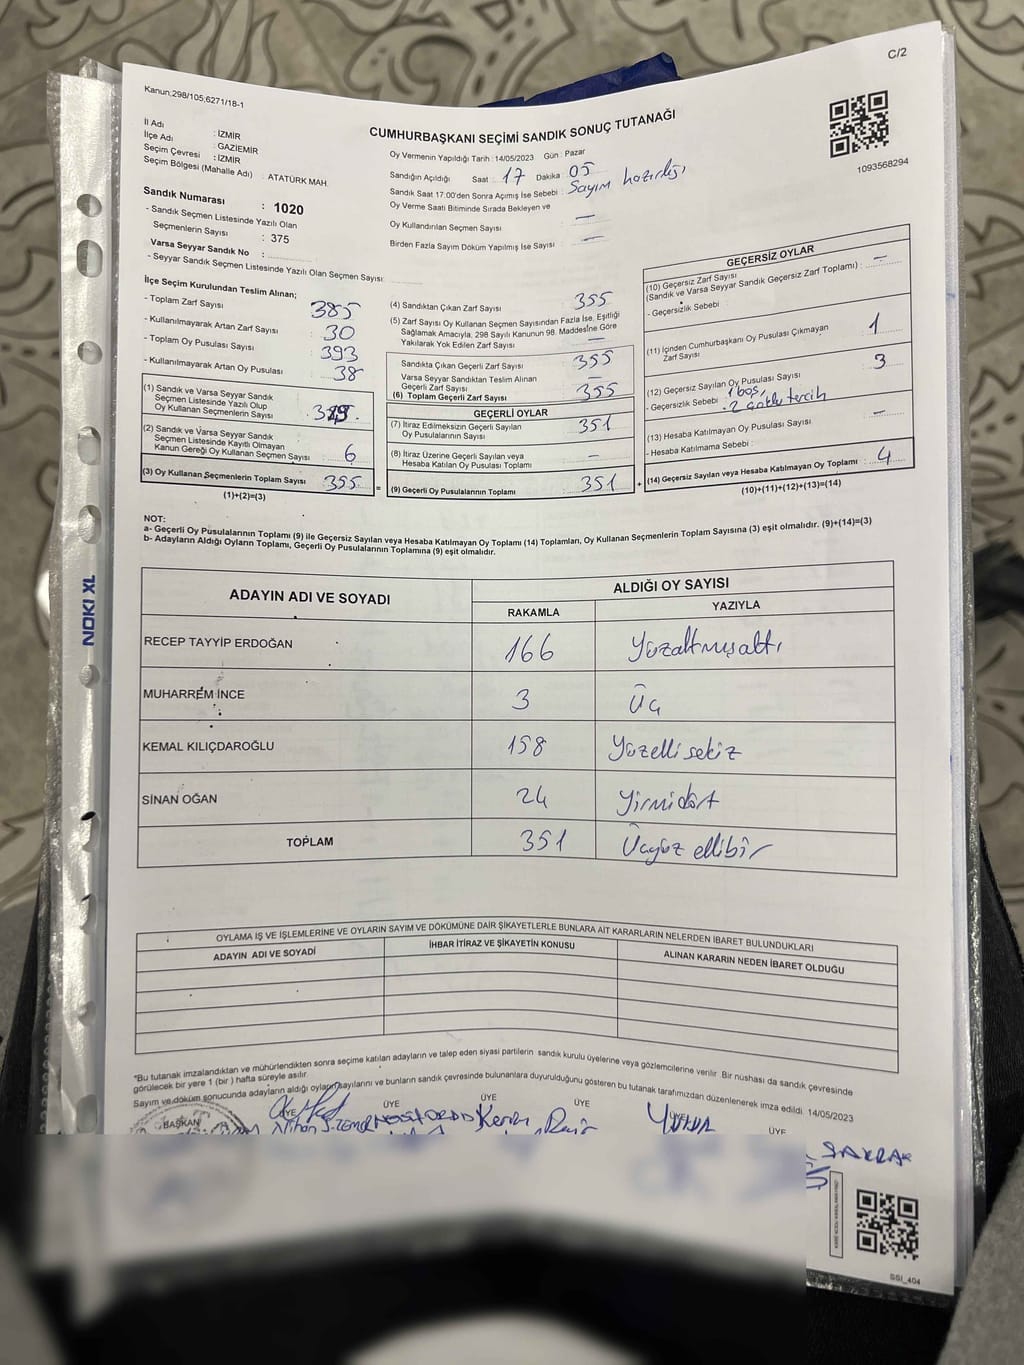 C/2
Kanun;298/105,6271/18-1
CUMHURBAŞKANI SEÇİMİ SANDIK SONUÇ TUTANAĞI
1093568294
İl Adı : İZMİR
İlçe Adı : GAZİEMİR
Seçim Çevresi : İZMİR
Seçim Bölgesi (Mahalle Adı) : ATATÜRK MAH.
Sandık Numarası : 1020
- Sandık Seçmen Listesinde Yazılı Olan
Seçmenlerin Sayısı : 375
Varsa Seyyar Sandık No :
- Seyyar Sandık Seçmen Listesinde Yazılı Olan Seçmen Sayısı:
Oy Vermenin Yapıldığı Tarih : 14/05/2023 Gün : Pazar
Sandığın Açıldığı Saat : 17 Dakika : 05
Sandık Saat 17.00'den Sonra Açımış İse Sebebi : Sayım hazırlığı
Oy Verme Saati Bitiminde Sırada Bekleyen ve
Oy Kullandırılan Seçmen Sayısı : —
Birden Fazla Sayım Döküm Yapılmış İse Sayısı : —
İlçe Seçim Kurulundan Teslim Alınan;
- Toplam Zarf Sayısı : 385
- Kullanılmayarak Artan Zarf Sayısı : 30
- Toplam Oy Pusulası Sayısı : 393
- Kullanılmayarak Artan Oy Pusulası : 38
(1) Sandık ve Varsa Seyyar Sandık
Seçmen Listesinde Yazılı Olup
Oy Kullanan Seçmenlerin Sayısı :
(2) Sandık ve Varsa Seyyar Sandık
Seçmen Listesinde Kayıtlı Olmayan
Kanun Gereği Oy Kullanan Seçmen Sayısı : 6
(3) Oy Kullanan Seçmenlerin Toplam Sayısı : 355
(1)+(2)=(3)
(4) Sandıktan Çıkan Zarf Sayısı : 355
(5) Zarf Sayısı Oy Kullanan Seçmen Sayısından Fazla İse, Eşitliği
Sağlamak Amacıyla, 298 Sayılı Kanunun 98. Maddesine Göre
Yakılarak Yok Edilen Zarf Sayısı : —
Sandıkta Çıkan Geçerli Zarf Sayısı : 355
Varsa Seyyar Sandıktan Teslim Alınan
Geçerli Zarf Sayısı
(6) Toplam Geçerli Zarf Sayısı : 355
GEÇERLİ OYLAR
(7) İtiraz Edilmeksizin Geçerli Sayılan
Oy Pusulalarının Sayısı : 351
(8) İtiraz Üzerine Geçerli Sayılan veya
Hesaba Katılan Oy Pusulası Toplamı : —
= (9) Geçerli Oy Pusulalarının Toplamı : 351
GEÇERSİZ OYLAR
(10) Geçersiz Zarf Sayısı
(Sandık ve Varsa Seyyar Sandık Geçersiz Zarf Toplamı) : —
- Geçersizlik Sebebi
(11) İçinden Cumhurbaşkanı Oy Pusulası Çıkmayan
Zarf Sayısı : 1
(12) Geçersiz Sayılan Oy Pusulası Sayısı : 3
- Geçersizlik Sebebi : 1 boş,
2 çoklu tercih
(13) Hesaba Katılmayan Oy Pusulası Sayısı : —
- Hesaba Katılmama Sebebi :
+ (14) Geçersiz Sayılan veya Hesaba Katılmayan Oy Toplamı : 4
(10)+(11)+(12)+(13)=(14)
NOT:
a- Geçerli Oy Pusulalarının Toplamı (9) ile Geçersiz Sayılan veya Hesaba Katılmayan Oy Toplamı (14) Toplamları, Oy Kullanan Seçmenlerin Toplam Sayısına (3) eşit olmalıdır. (9)+(14)=(3)
b- Adayların Aldığı Oyların Toplamı, Geçerli Oy Pusulalarının Toplamına (9) eşit olmalıdır.
ADAYIN ADI VE SOYADI ALDIĞI OY SAYISI
RAKAMLA YAZIYLA
RECEP TAYYİP ERDOĞAN 166 Yüzaltmışaltı
MUHARREM İNCE 3 Üç
KEMAL KILIÇDAROĞLU 158 Yüzelli sekiz
SİNAN OĞAN 24 Yirmidört
TOPLAM 351 Üçyüz ellibir
NOKI XL
OYLAMA İŞ VE İŞLEMLERİNE VE OYLARIN SAYIM VE DÖKÜMÜNE DAİR ŞİKAYETLERLE BUNLARA AİT KARARLARIN NELERDEN İBARET BULUNDUKLARI
ADAYIN ADI VE SOYADI İHBAR İTİRAZ VE ŞİKAYETİN KONUSU ALINAN KARARIN NEDEN İBARET OLDUĞU
*Bu tutanak imzalandıktan ve mühürlendikten sonra seçime katılan adayların ve talep eden siyasi partilerin sandık kurulu üyelerine veya gözlemcilerine verilir. Bir nüshası da sandık çevresinde
görülecek bir yere 1 (bir ) hafta süreyle asılır.
Sayım ve döküm sonucunda adayların aldığı oyların sayılarını ve bunların sandık çevresinde bulunanlara duyurulduğunu gösteren bu tutanak tarafımızdan düzenlenerek imza edildi. 14/05/2023
BAŞKAN ÜYE ÜYE ÜYE ÜYE ÜYE ÜYE
SSİ_404